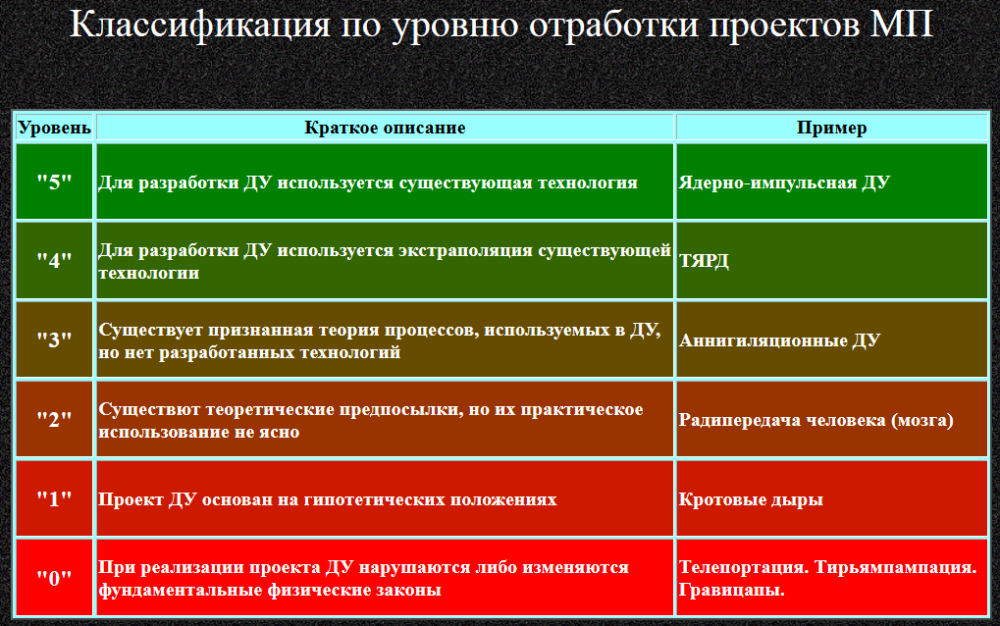 Классификация по уровню отработки проектов МП
Уровень Краткое описание Пример
"5" Для разработки ДУ используется существующая технология Ядерно-импульсная ДУ
"4" Для разработки ДУ используется экстраполяция существующей
технологии ТЯРД
"3" Существует признанная теория процессов, используемых в ДУ,
но нет разработанных технологий Аннигиляционные ДУ
"2" Существют теоретические предпосылки, но их практическое
использование не ясно Радипередача человека (мозга)
"1" Проект ДУ основан на гипотетических положениях Кротовые дыры
"0" При реализации проекта ДУ нарушаются либо изменяются
фундаментальные физические законы Телепортация. Тирьямпампация.
Гравицапы.